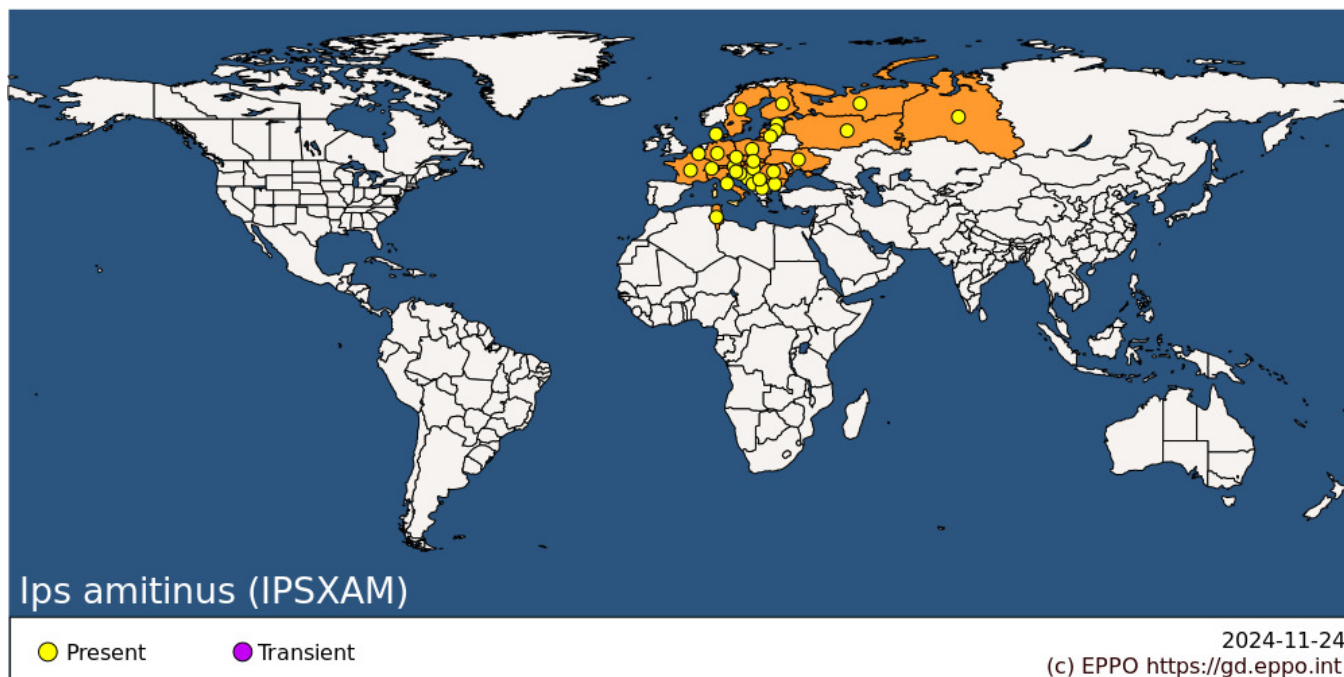 Ips amitinus (IPSXAM)
Present
Transient
2024-11-24
(c) EPPO https://gd.eppo.int